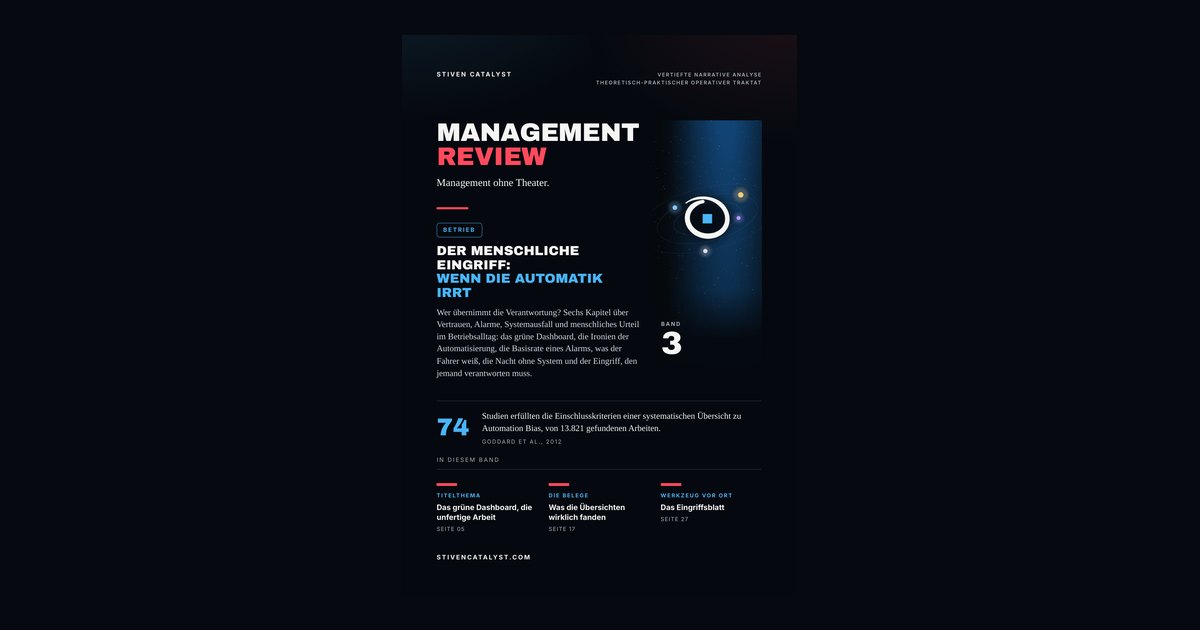 STIVEN CATALYST
VERTIEFTE NARRATIVE ANALYSE
THEORETISCH-PRAKTISCHER OPERATIVER TRAKTAT
MANAGEMENT
REVIEW
Management ohne Theater.
BETRIEB
DER MENSCHLICHE
EINGRIFF:
WENN DIE AUTOMATIK
IRRT
Wer übernimmt die Verantwortung? Sechs Kapitel über
Vertrauen, Alarme, Systemausfall und menschliches Urteil
im Betriebsalltag: das grüne Dashboard, die Ironien der
Automatisierung, die Basisrate eines Alarms, was der
Fahrer weiß, die Nacht ohne System und der Eingriff, den
jemand verantworten muss.
BAND
3
74
Studien erfüllten die Einschlusskriterien einer systematischen Übersicht zu
Automation Bias, von 13.821 gefundenen Arbeiten.
GODDARD ET AL., 2012
IN DIESEM BAND
TITELTHEMA
Das grüne Dashboard, die
unfertige Arbeit
SEITE 05
DIE BELEGE
Was die Übersichten
wirklich fanden
SEITE 17
WERKZEUG VOR ORT
Das Eingriffsblatt
SEITE 27
STIVENCATALYST.COM